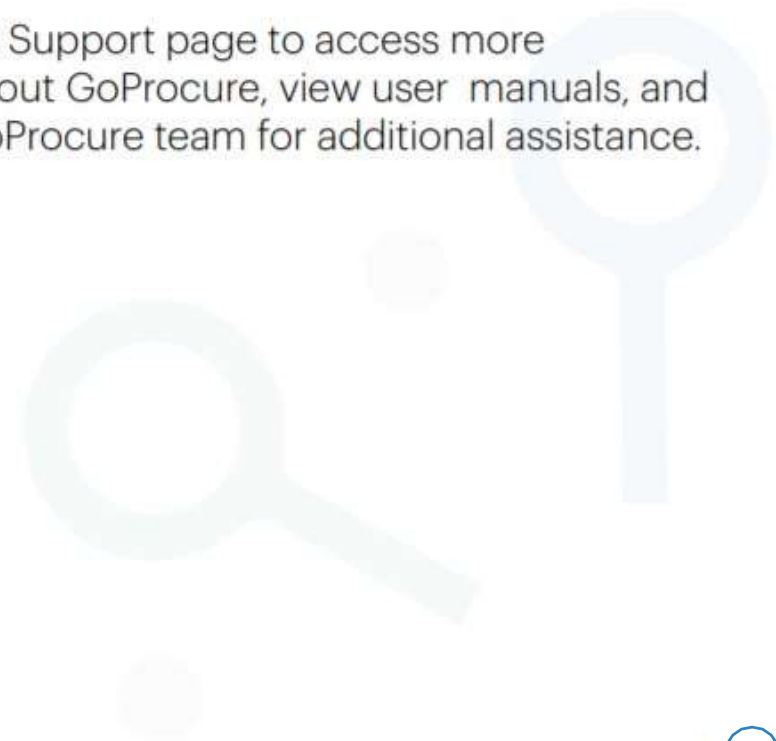 Support page to access more
out GoProcure, view user manuals, and
Procure team for additional assistance.